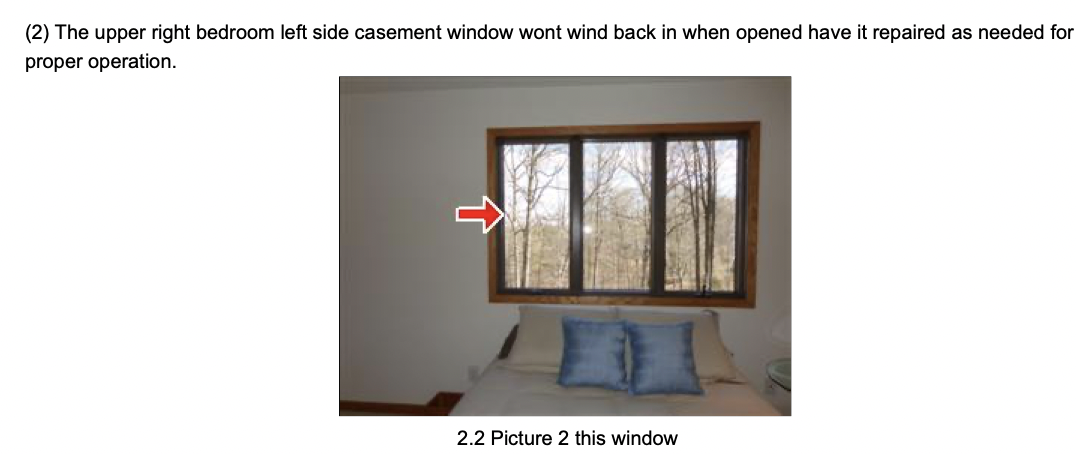 (2) The upper right bedroom left side casement window wont wind back in when opened have it repaired as needed for
proper operation.
2.2 Picture 2 this window